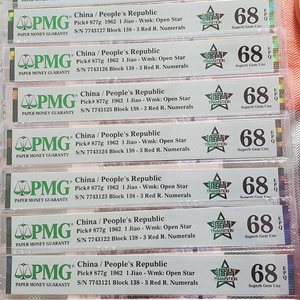 PMG
PAPER MONEY GUARANTY
China / People's Republic
Pick# 877g 1962 1 Jiao - Wmk: Open Star
S/N 7743127 Block 138 - 3 Red R. Numerals
68 EPQ
Superb Gem Unc
PMG
PAPER MONEY GUARANTY
China / People's Republic
Pick# 877g 1962 1 Jiao - Wmk: Open Star
S/N 7743126 Block 138 - 3 Red R. Numerals
68 EPQ
Superb Gem Unc
PMG
PAPER MONEY GUARANTY
China / People's Republic
Pick# 877g 1962 1 Jiao - Wmk: Open Star
S/N 7743125 Block 138 - 3 Red R. Numerals
68 EPQ
Superb Gem Unc
PMG
PAPER MONEY GUARANTY
China / People's Republic
Pick# 877g 1962 1 Jiao - Wmk: Open Star
S/N 7743124 Block 138 - 3 Red R. Numerals
68 EPQ
Superb Gem Unc
PMG
PAPER MONEY GUARANTY
China / People's Republic
Pick# 877g 1962 1 Jiao - Wmk: Open Star
S/N 7743123 Block 138 - 3 Red R. Numerals
68 EPQ
Superb Gem Unc
PMG
PAPER MONEY GUARANTY
China / People's Republic
Pick# 877g 1962 1 Jiao - Wmk: Open Star
S/N 7743122 Block 138 - 3 Red R. Numerals
68 EPQ
Superb Gem Unc
PMG
PAPER MONEY GUARANTY
China / People's Republic
Pick# 877g 1962 1 Jiao - Wmk: Open Star
S/N 7743121 Block 138 - 3 Red R. Numerals
68 EPQ
Superb Gem Unc